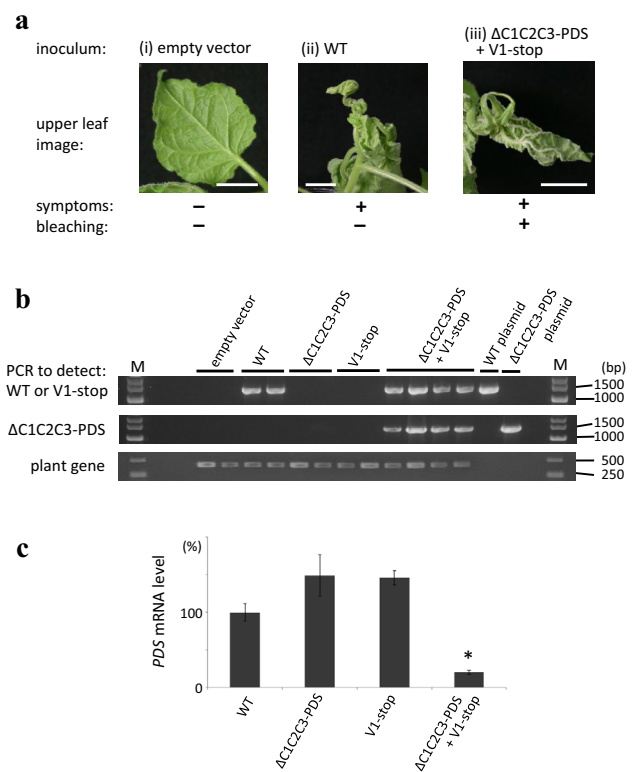 a
inoculum: (i) empty vector (ii) WT (iii) ΔC1C2C3-PDS
+ V1-stop
upper leaf
image:
symptoms: – + +
bleaching: – – +
b
empty vector
WT
ΔC1C2C3-PDS
V1-stop
ΔC1C2C3-PDS
+ V1-stop
WT plasmid
ΔC1C2C3-PDS
plasmid
PCR to detect: M M (bp)
WT or V1-stop 1500
1000
ΔC1C2C3-PDS 1500
1000
plant gene 500
250
c
(%)
PDS mRNA level
100
0
*
WT
ΔC1C2C3-PDS
V1-stop
ΔC1C2C3-PDS
+ V1-stop